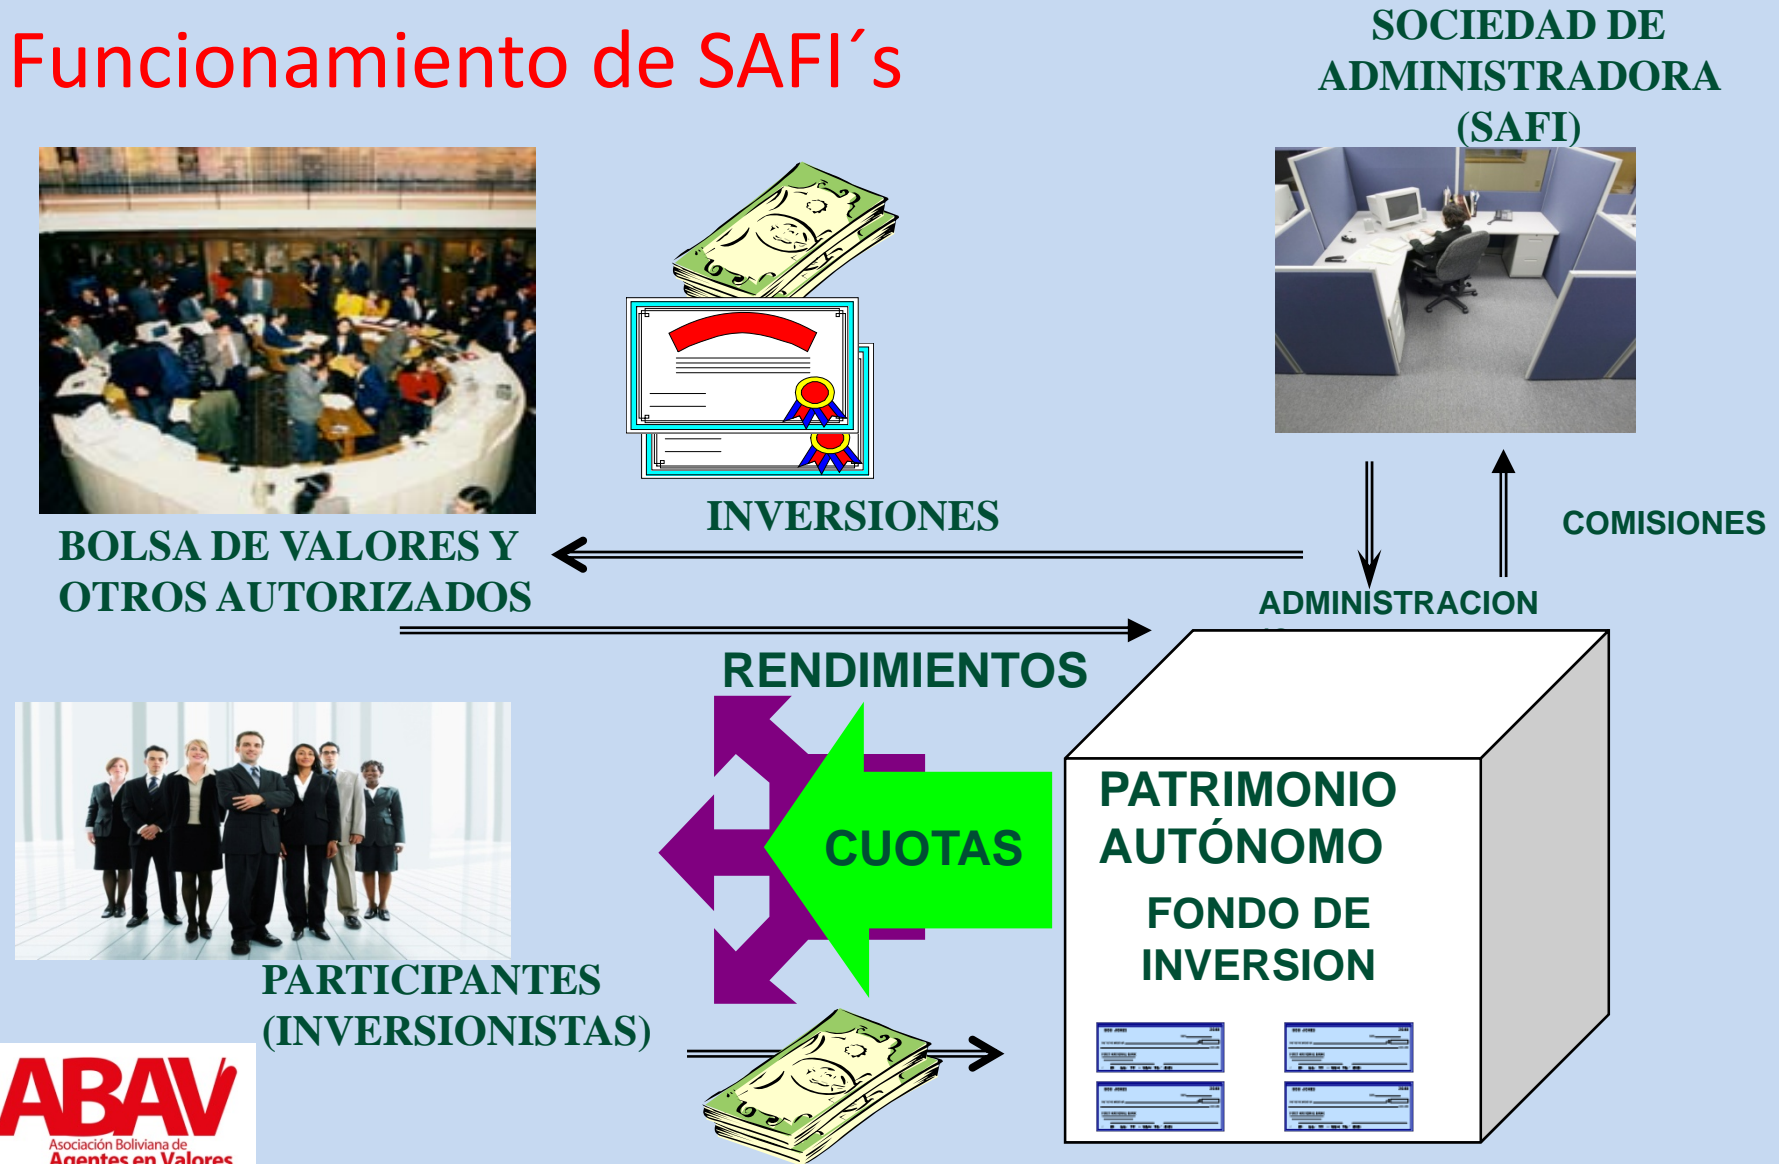 Funcionamiento de SAFI´s
SOCIEDAD DE
ADMINISTRADORA
(SAFI)
INVERSIONES
COMISIONES
BOLSA DE VALORES Y
OTROS AUTORIZADOS
ADMINISTRACION
RENDIMIENTOS
CUOTAS
PATRIMONIO
AUTÓNOMO
FONDO DE
INVERSION
PARTICIPANTES
(INVERSIONISTAS)
ABAV
Asociación Boliviana de
Agentes en Valores